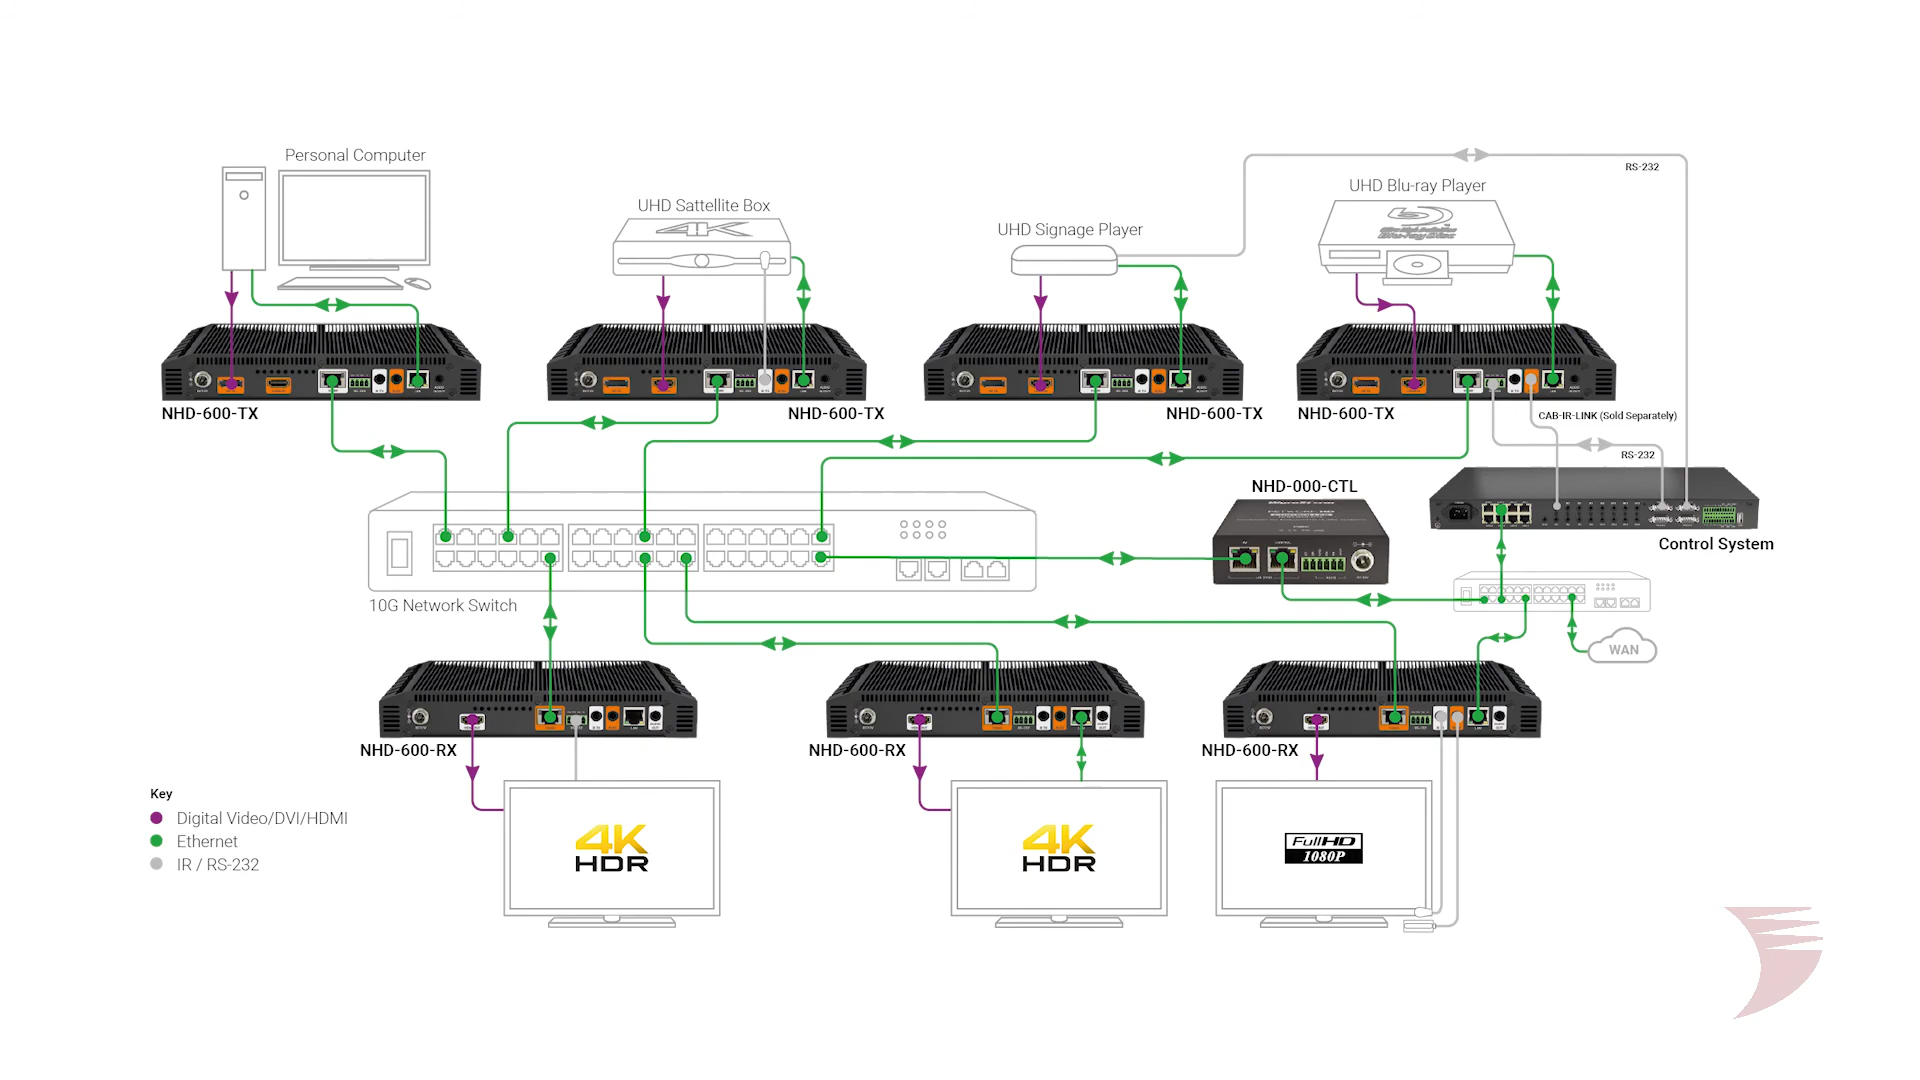 Personal Computer
UHD Sattellite Box
4K
UHD Signage Player
RS-232
UHD Blu-ray Player
NHD-600-TX
NHD-600-TX
NHD-600-TX
NHD-600-TX
CAB-IR-LINK (Sold Separately)
RS-232
NHD-000-CTL
Control System
10G Network Switch
WAN
NHD-600-RX
NHD-600-RX
NHD-600-RX
Key
Digital Video/DVI/HDMI
Ethernet
IR / RS-232
4K
HDR
4K
HDR
FullHD
1080P